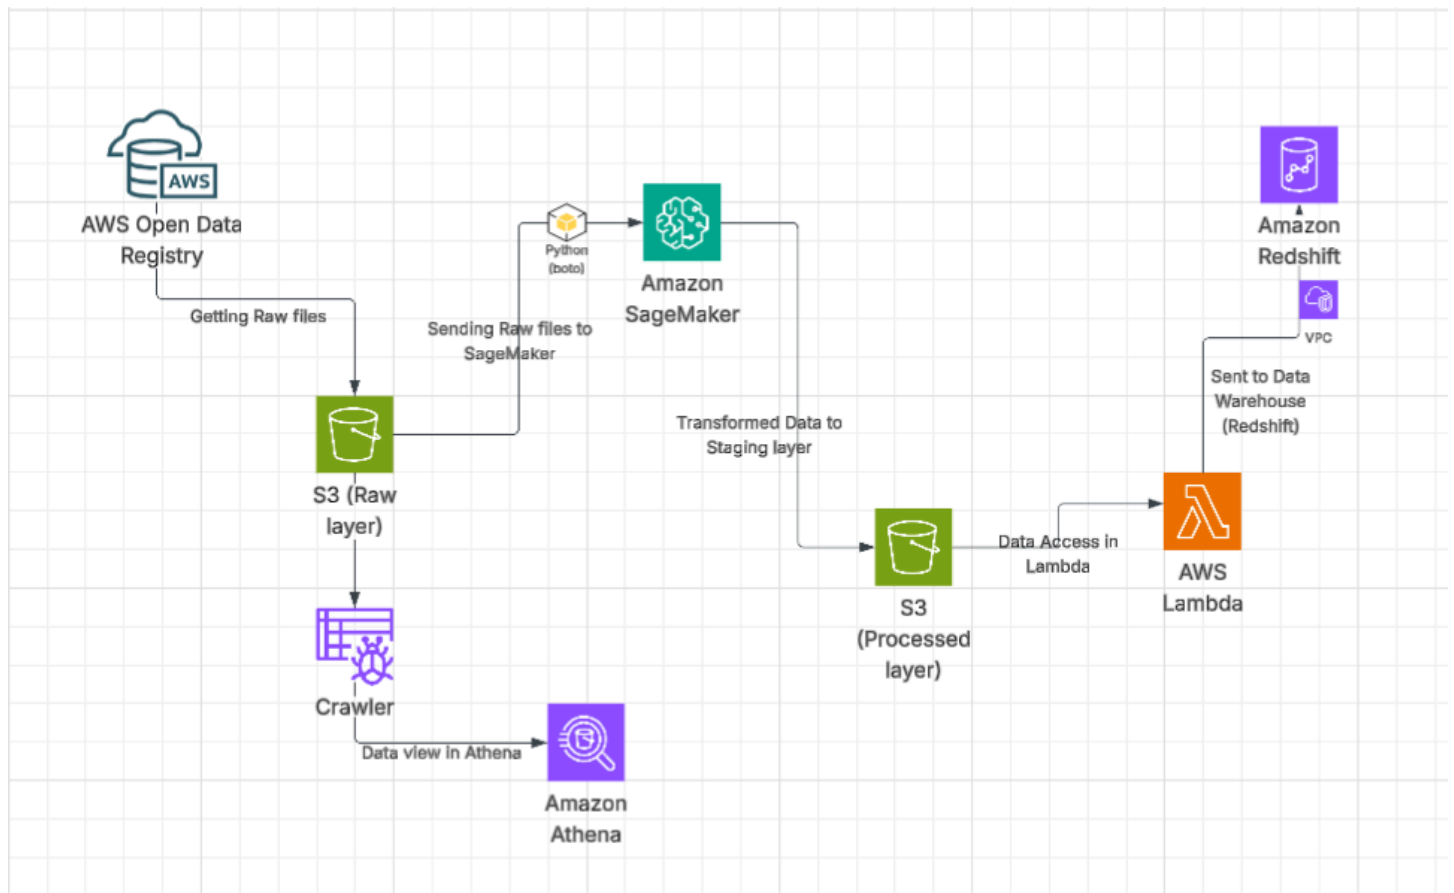 AWS
AWS Open Data
Registry
Getting Raw files
Python
(boto)
Sending Raw files to
SageMaker
Amazon
SageMaker
S3 (Raw
layer)
Crawler
Data view in Athena
Amazon
Athena
Transformed Data to
Staging layer
S3
(Processed
layer)
Data Access in
Lambda
AWS
Lambda
Sent to Data
Warehouse
(Redshift)
VPC
Amazon
Redshift